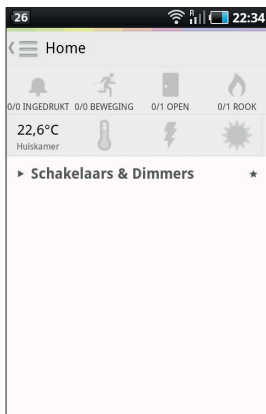 26 R 22:34
Home
0/0 INGEDRUKT 0/0 BEWEGING 0/1 OPEN 0/1 ROOK
22,6°C
Huiskamer
Schakelaars & Dimmers